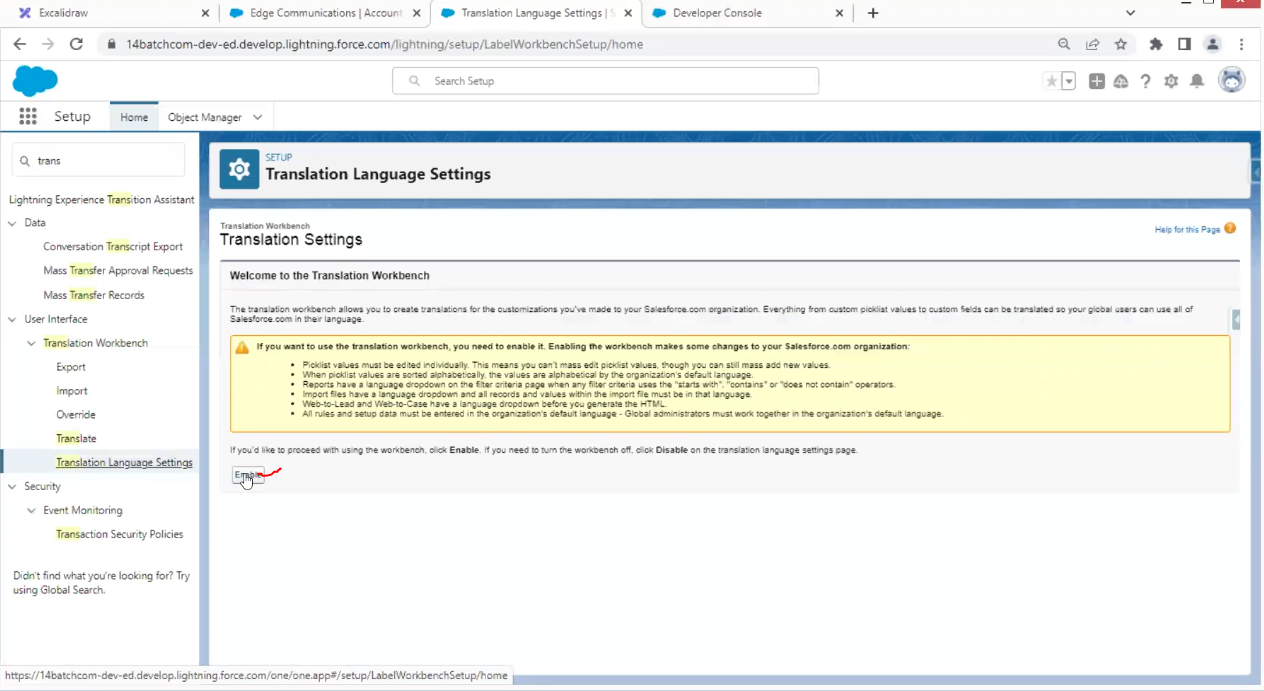 Excalidraw
Edge Communications | Account
Translation Language Settings | S
Developer Console
14batchcom-dev-ed.develop.lightning.force.com/lightning/setup/LabelWorkbenchSetup/home
Search Setup
Setup
Home
Object Manager
trans
Lightning Experience Transition Assistant
Data
Conversation Transcript Export
Mass Transfer Approval Requests
Mass Transfer Records
User Interface
Translation Workbench
Export
Import
Override
Translate
Translation Language Settings
Security
Event Monitoring
Transaction Security Policies
Didn't find what you're looking for? Try
using Global Search.
SETUP
Translation Language Settings
Translation Workbench
Translation Settings
Help for this Page
Welcome to the Translation Workbench
The translation workbench allows you to create translations for the customizations you've made to your Salesforce.com organization. Everything from custom picklist values to custom fields can be translated so your global users can use all of
Salesforce.com in their language.
If you want to use the translation workbench, you need to enable it. Enabling the workbench makes some changes to your Salesforce.com organization:
• Picklist values must be edited individually. This means you can't mass edit picklist values, though you can still mass add new values.
• When picklist values are sorted alphabetically, the values are alphabetical by the organization's default language.
• Reports have a language dropdown on the filter criteria page when any filter criteria uses the "starts with", "contains" or "does not contain" operators.
• Import files have a language dropdown and all records and values within the import file must be in that language.
• Web-to-Lead and Web-to-Case have a language dropdown before you generate the HTML.
• All rules and setup data must be entered in the organization's default language - Global administrators must work together in the organization's default language.
If you'd like to proceed with using the workbench, click Enable. If you need to turn the workbench off, click Disable on the translation language settings page.
Enable
https://14batchcom-dev-ed.develop.lightning.force.com/one/one.app#/setup/LabelWorkbenchSetup/home